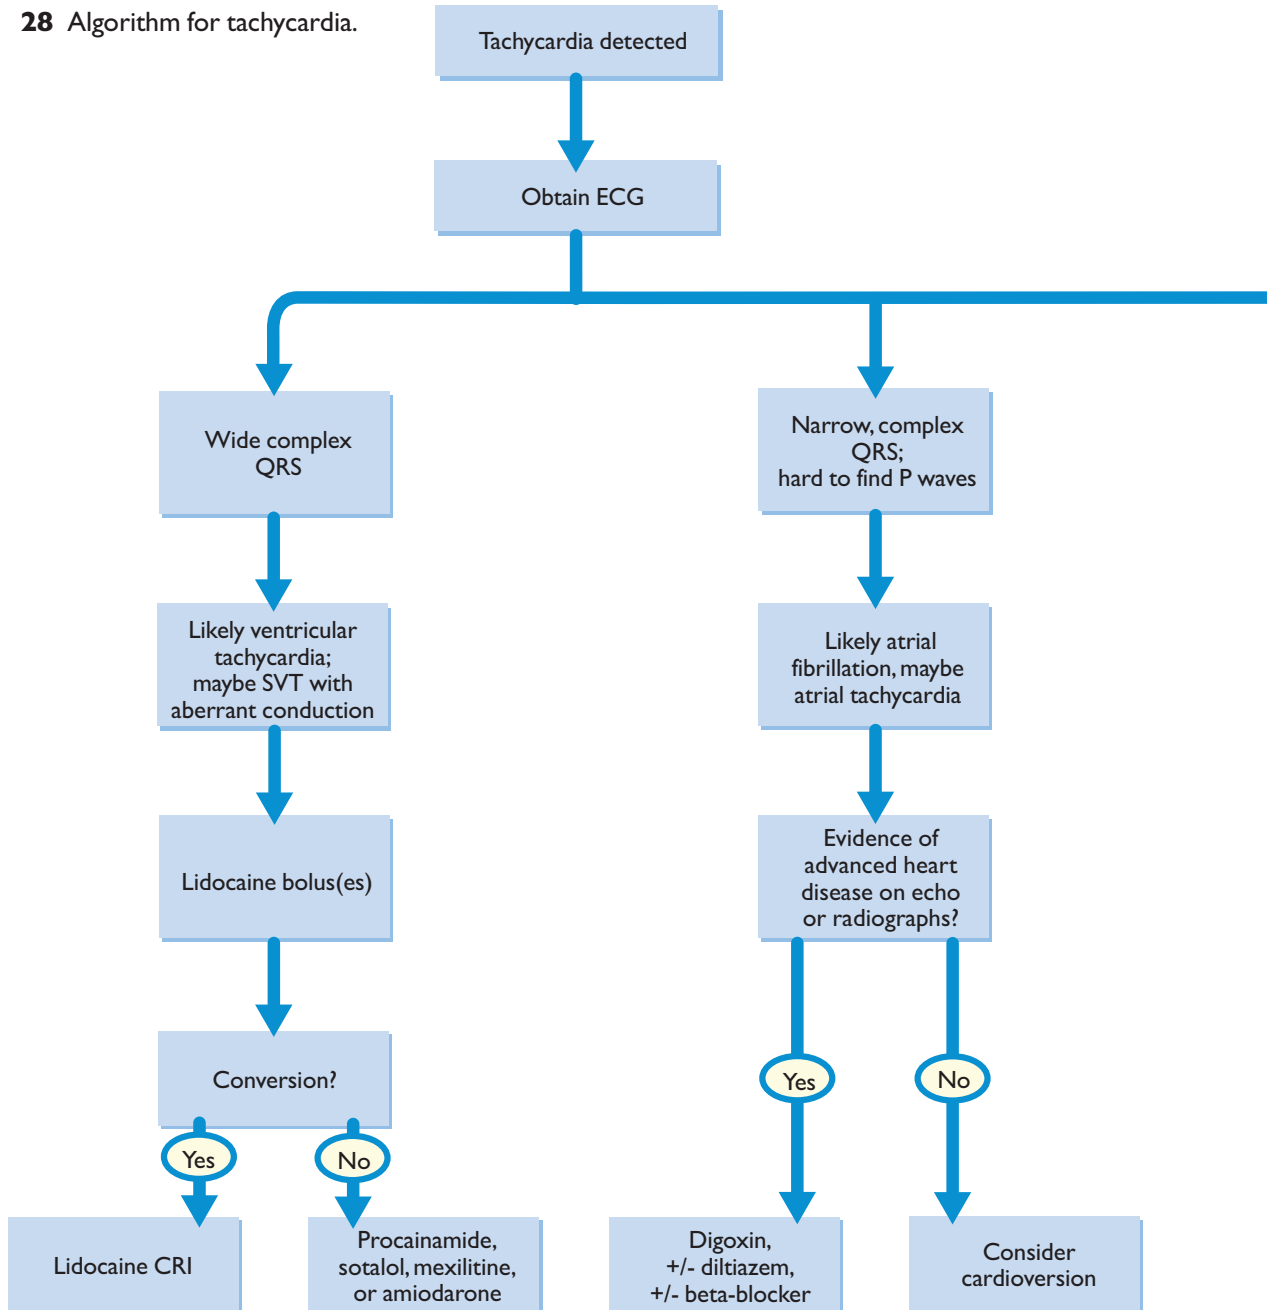 28 Algorithm for tachycardia.
Tachycardia detected
Obtain ECG
Wide complex
QRS
Narrow, complex
QRS;
hard to find P waves
Likely ventricular
tachycardia;
maybe SVT with
aberrant conduction
Likely atrial
fibrillation, maybe
atrial tachycardia
Lidocaine bolus(es)
Evidence of
advanced heart
disease on echo
or radiographs?
Conversion?
Yes
No
Yes
No
Lidocaine CRI
Procainamide,
sotalol, mexilitine,
or amiodarone
Digoxin,
+/- diltiazem,
+/- beta-blocker
Consider
cardioversion